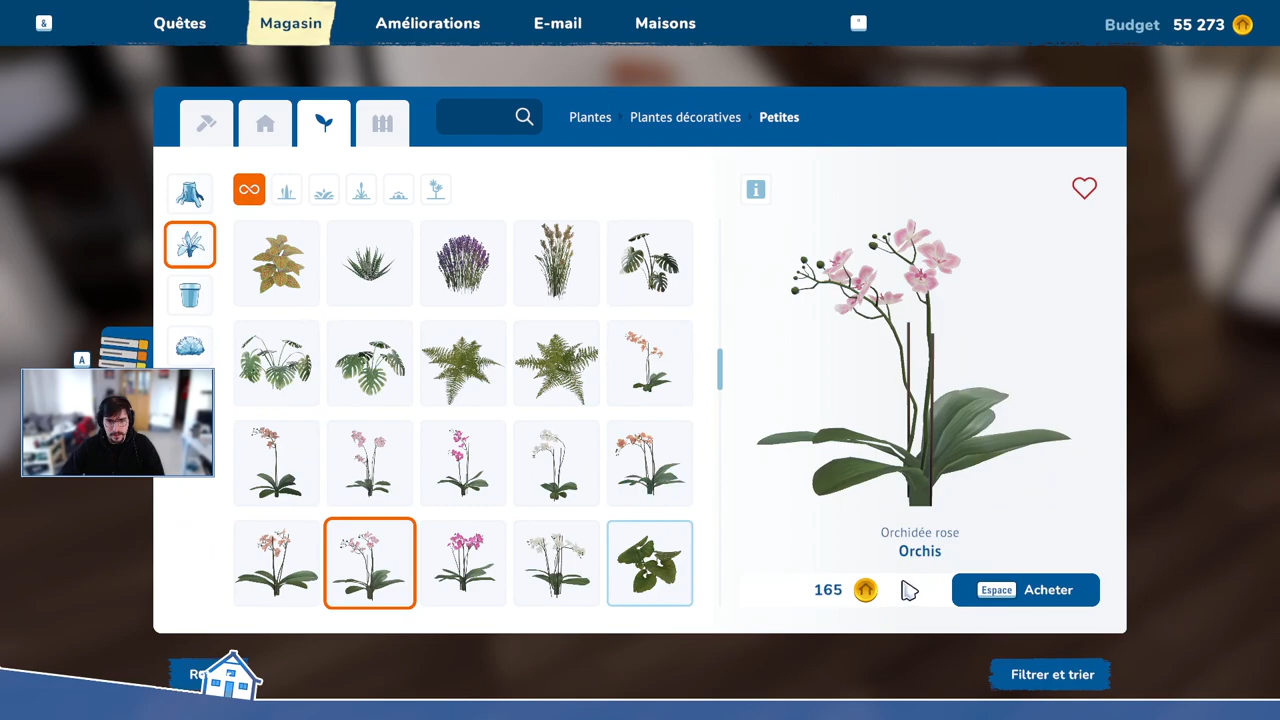 &
Quêtes
Magasin
Améliorations
E-mail
Maisons
"
Budget 55 273
Plantes
Plantes décoratives
Petites
A
Orchidée rose
Orchis
165
Espace Acheter
Filtrer et trier